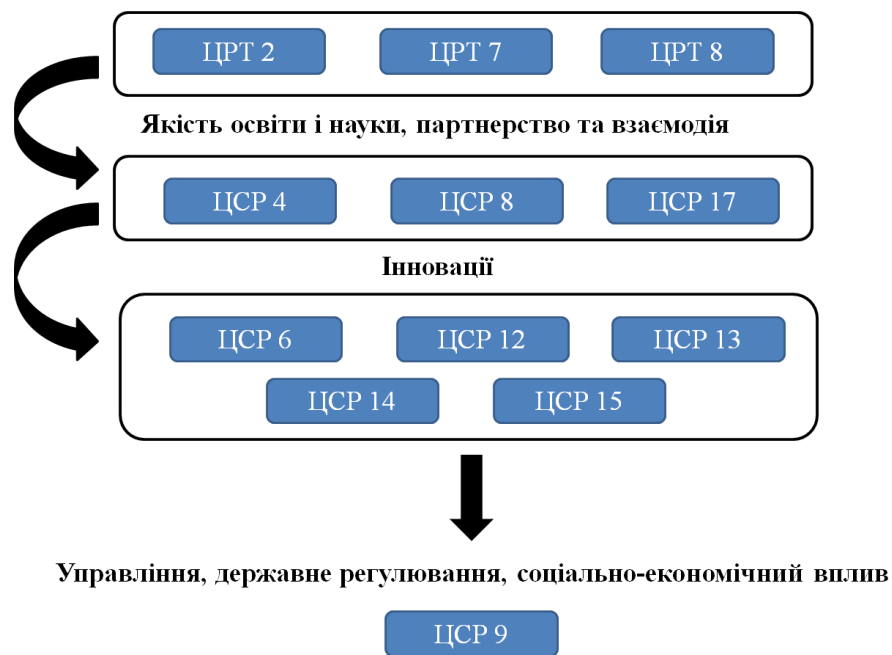 ЦРТ 2 ЦРТ 7 ЦРТ 8
Якість освіти і науки, партнерство та взаємодія
ЦСР 4 ЦСР 8 ЦСР 17
Інновації
ЦСР 6 ЦСР 12 ЦСР 13
ЦСР 14 ЦСР 15
Управління, державне регулювання, соціально-економічний вплив
ЦСР 9